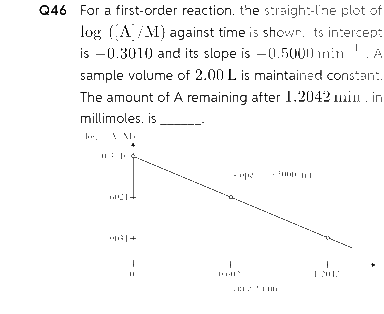 Q46 For a first-order reaction, the straight-line plot of
log ([A]/M) against time is shown. Its intercept
is −0.3010 and its slope is −0.5000 min⁻¹. A
sample volume of 2.00 L is maintained constant.
The amount of A remaining after 1.2042 min, in
millimoles, is ______.
0